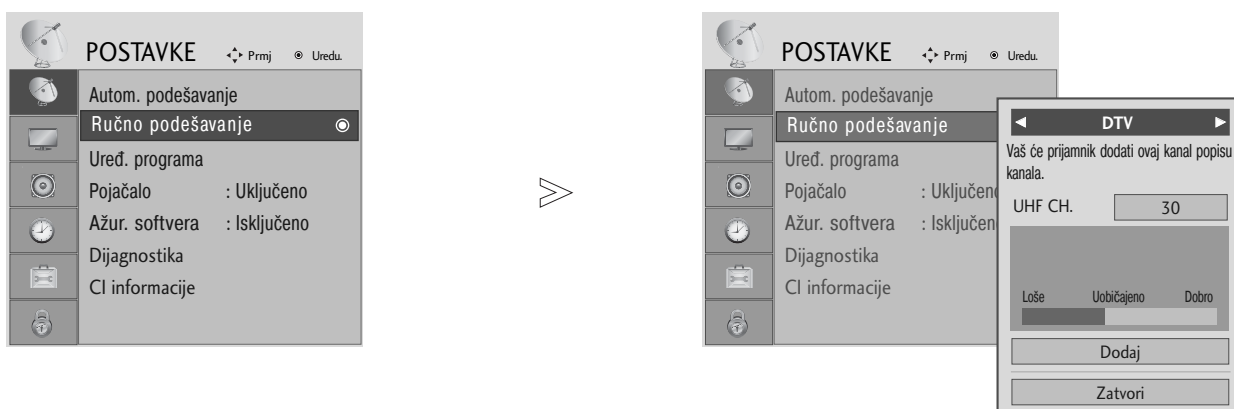 POSTAVKE Prmj Uredu.
Autom. podešavanje
Ručno podešavanje
Uređ. programa
Pojačalo : Uključeno
Ažur. softvera : Isključeno
Dijagnostika
CI informacije
>
POSTAVKE Prmj Uredu.
Autom. podešavanje
Ručno podešavanje
Uređ. programa
Pojačalo : Uključen
Ažur. softvera : Isključen
Dijagnostika
CI informacije
DTV
Vaš će prijamnik dodati ovaj kanal popisu
kanala.
UHF CH. 30
Loše Uobičajeno Dobro
Dodaj
Zatvori